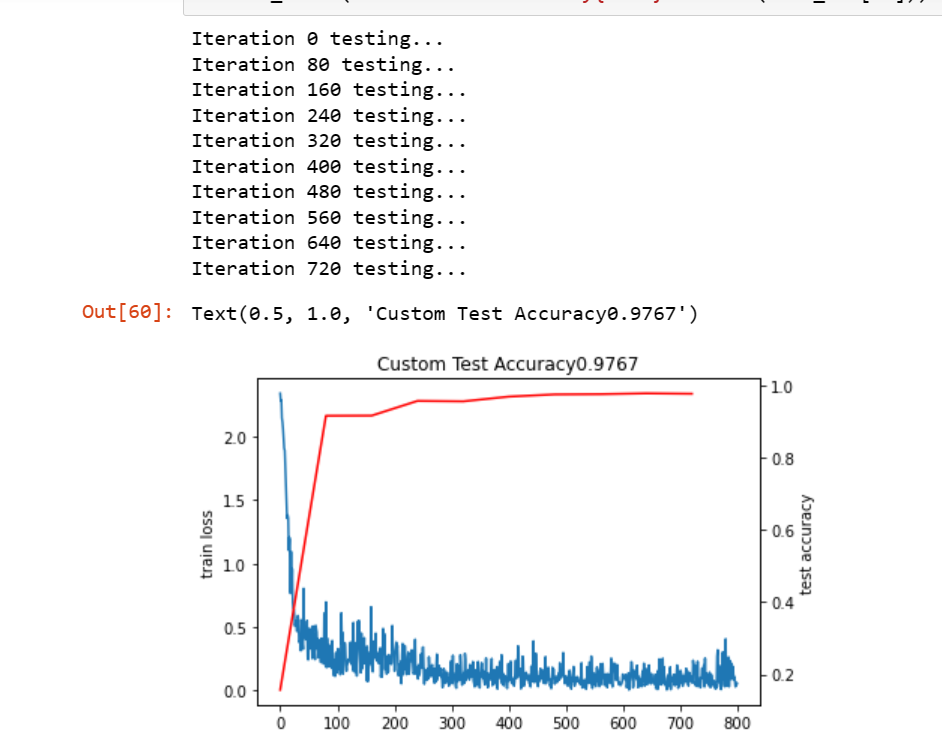 Iteration 0 testing...
Iteration 80 testing...
Iteration 160 testing...
Iteration 240 testing...
Iteration 320 testing...
Iteration 400 testing...
Iteration 480 testing...
Iteration 560 testing...
Iteration 640 testing...
Iteration 720 testing...
Out[60]: Text(0.5, 1.0, 'Custom Test Accuracy0.9767')
Custom Test Accuracy0.9767
train loss
2.0
1.5
1.0
0.5
0.0
1.0
0.8
0.6
0.4
0.2
test accuracy
0 100 200 300 400 500 600 700 800